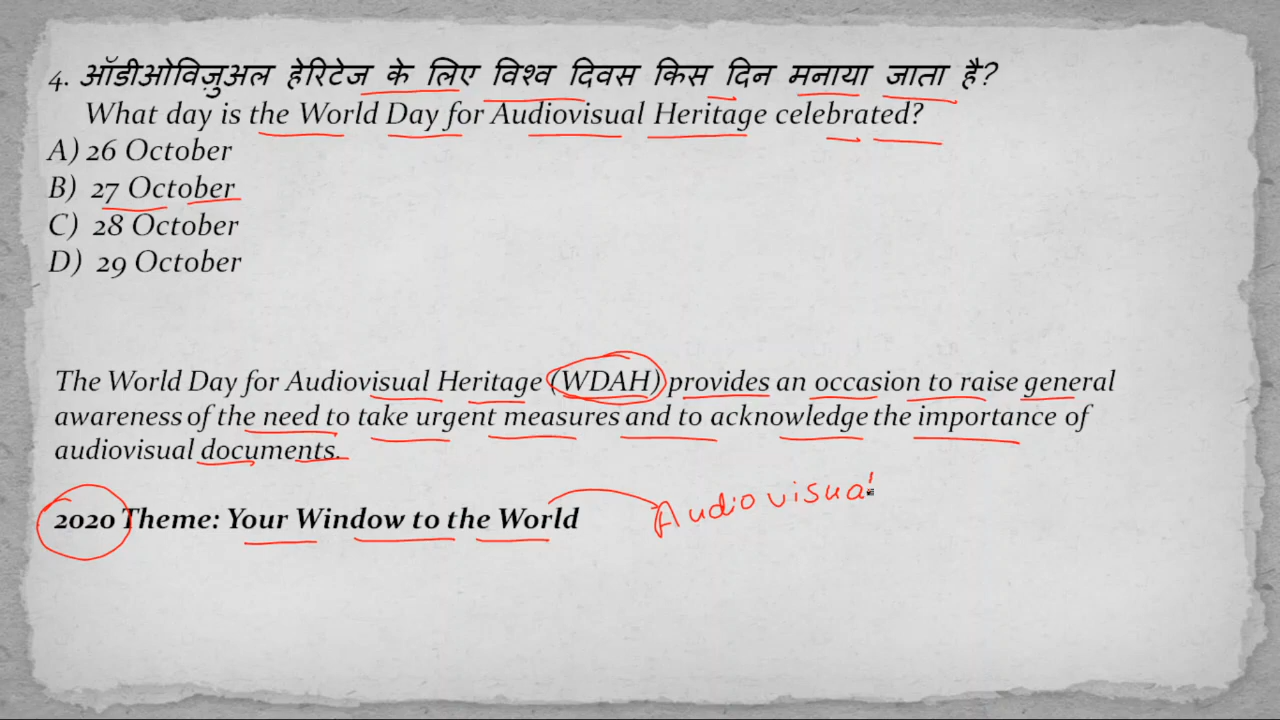 4. ऑडीओविज़ुअल हेरिटेज के लिए विश्व दिवस किस दिन मनाया जाता है?
What day is the World Day for Audiovisual Heritage celebrated?
A) 26 October
B) 27 October
C) 28 October
D) 29 October
The World Day for Audiovisual Heritage (WDAH) provides an occasion to raise general
awareness of the need to take urgent measures and to acknowledge the importance of
audiovisual documents.
2020 Theme: Your Window to the World
Audiovisual